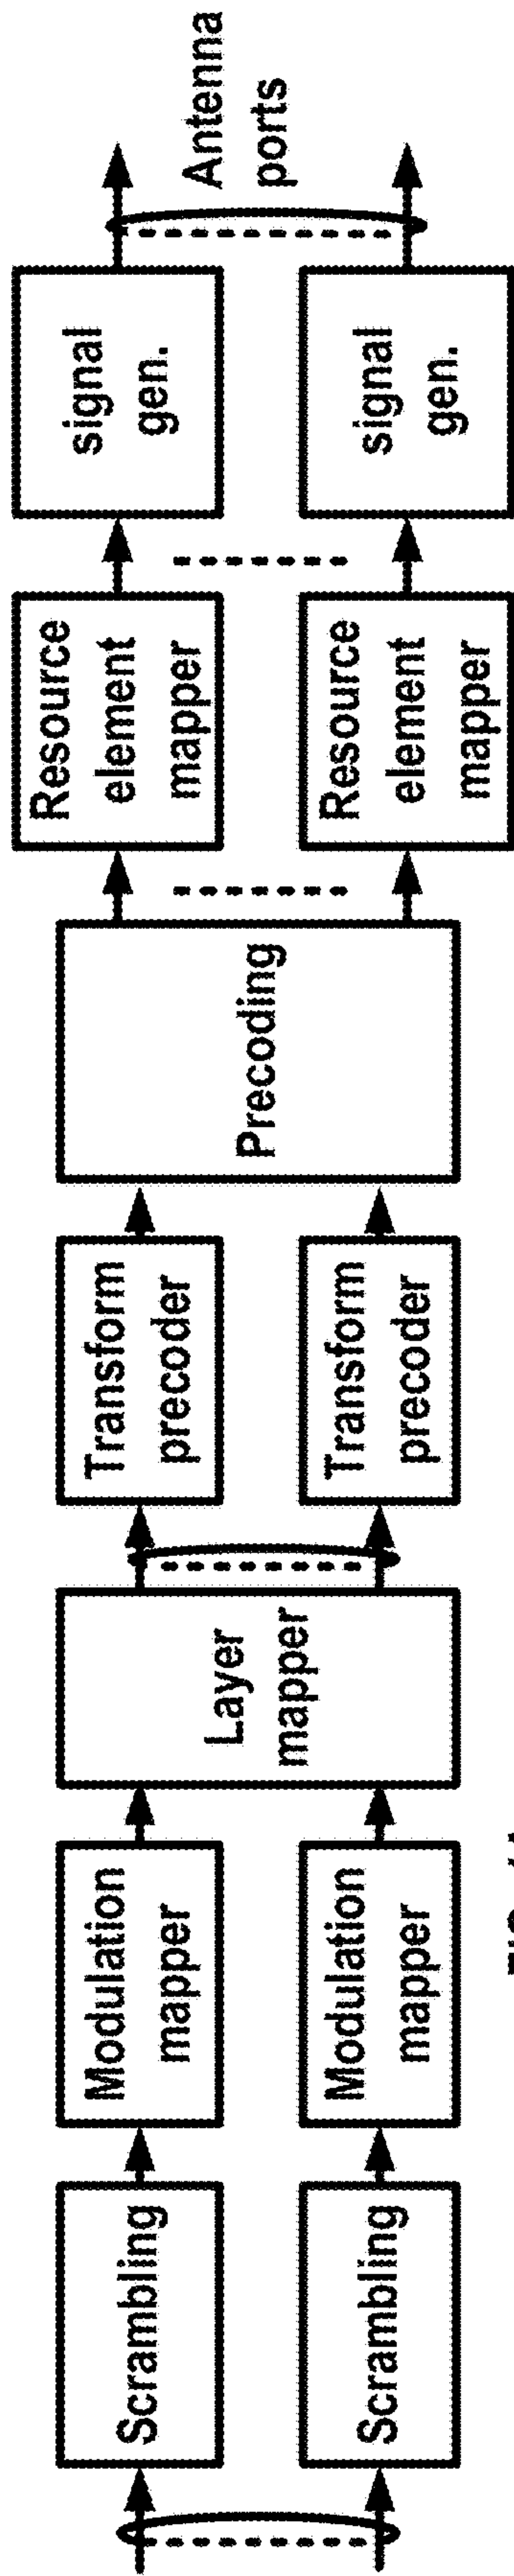 Scrambling
Scrambling
Modulation
mapper
Modulation
mapper
Layer
mapper
Transform
precoder
Transform
precoder
Precoding
Resource
element
mapper
Resource
element
mapper
signal
gen.
signal
gen.
Antenna
ports